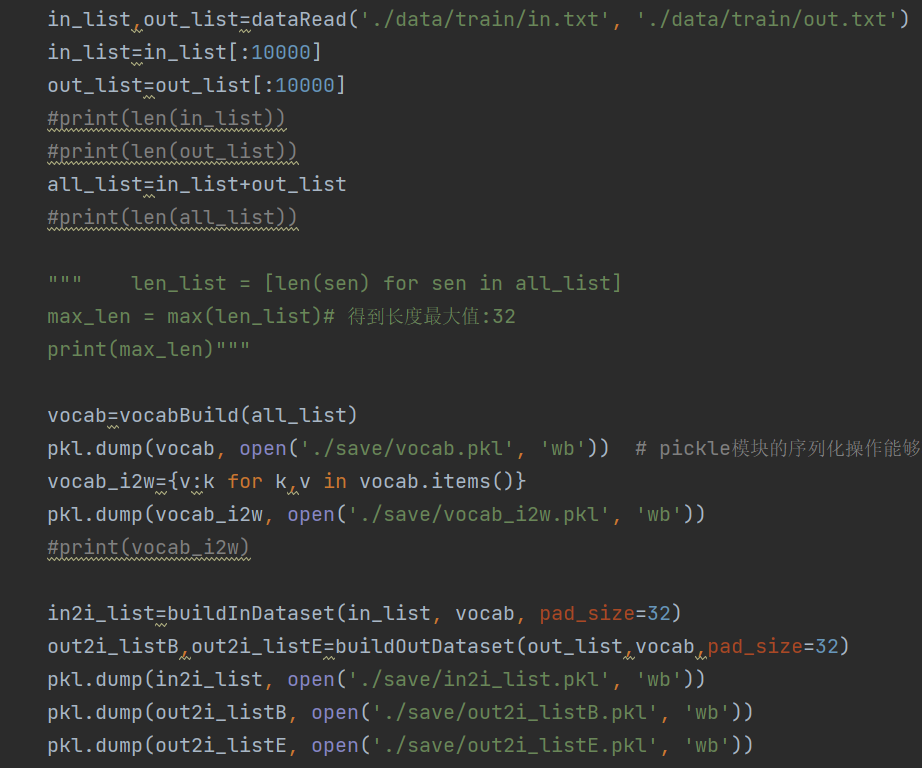 in_list,out_list=dataRead('./data/train/in.txt', './data/train/out.txt')
in_list=in_list[:10000]
out_list=out_list[:10000]
#print(len(in_list))
#print(len(out_list))
all_list=in_list+out_list
#print(len(all_list))
"""    len_list = [len(sen) for sen in all_list]
max_len = max(len_list)# 得到长度最大值:32
print(max_len)"""
vocab=vocabBuild(all_list)
pkl.dump(vocab, open('./save/vocab.pkl', 'wb'))  # pickle模块的序列化操作能够
vocab_i2w={v:k for k,v in vocab.items()}
pkl.dump(vocab_i2w, open('./save/vocab_i2w.pkl', 'wb'))
#print(vocab_i2w)
in2i_list=buildInDataset(in_list, vocab, pad_size=32)
out2i_listB,out2i_listE=buildOutDataset(out_list,vocab,pad_size=32)
pkl.dump(in2i_list, open('./save/in2i_list.pkl', 'wb'))
pkl.dump(out2i_listB, open('./save/out2i_listB.pkl', 'wb'))
pkl.dump(out2i_listE, open('./save/out2i_listE.pkl', 'wb'))